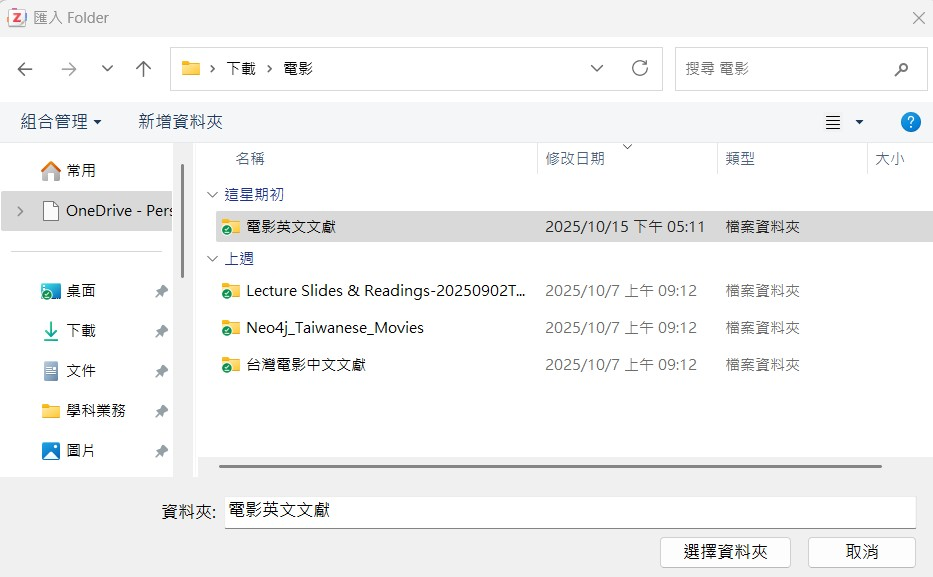 匯入 Folder
下載 電影
搜尋 電影
組合管理 新增資料夾
名稱 修改日期 類型 大小
常用
OneDrive - Pers
桌面
下載
文件
學科業務
圖片
這星期初
電影英文文獻 2025/10/15 下午 05:11 檔案資料夾
上週
Lecture Slides & Readings-20250902T... 2025/10/7 上午 09:12 檔案資料夾
Neo4j_Taiwanese_Movies 2025/10/7 上午 09:12 檔案資料夾
台灣電影中文文獻 2025/10/7 上午 09:12 檔案資料夾
資料夾: 電影英文文獻
選擇資料夾 取消